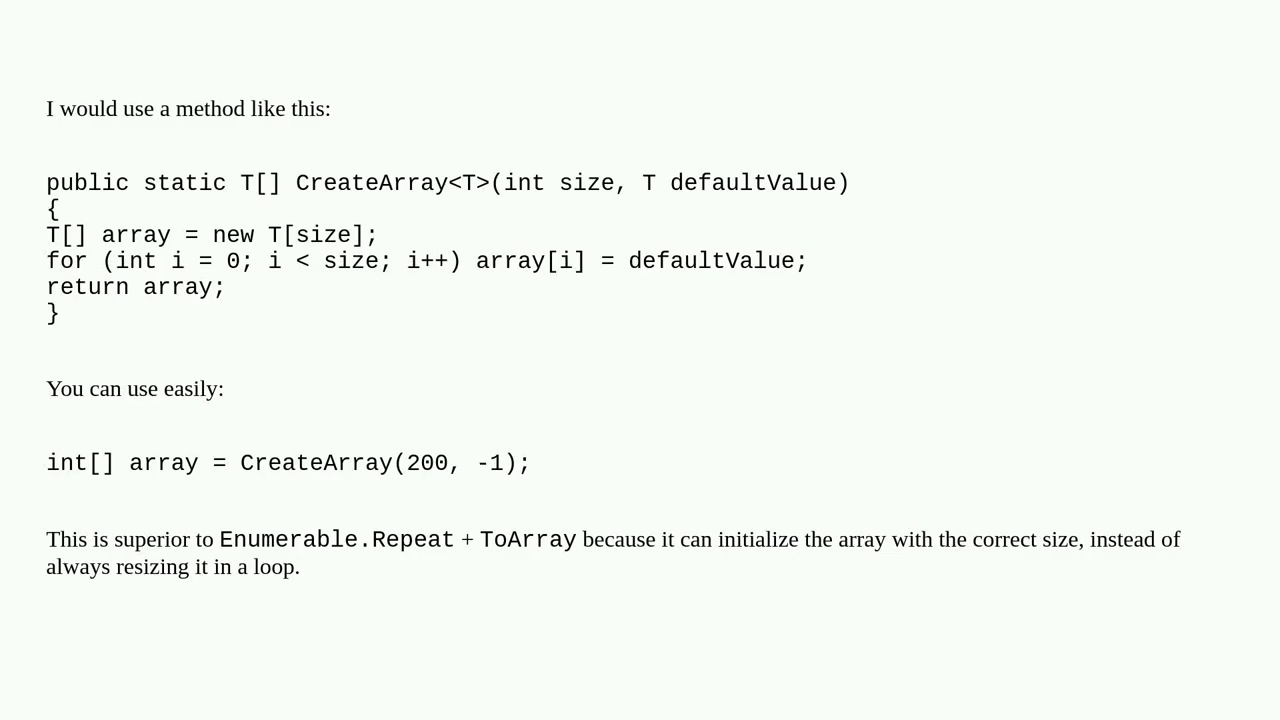 I would use a method like this:
public static T[] CreateArray<T>(int size, T defaultValue)
{
T[] array = new T[size];
for (int i = 0; i < size; i++) array[i] = defaultValue;
return array;
}
You can use easily:
int[] array = CreateArray(200, -1);
This is superior to Enumerable.Repeat + ToArray because it can initialize the array with the correct size, instead of
always resizing it in a loop.